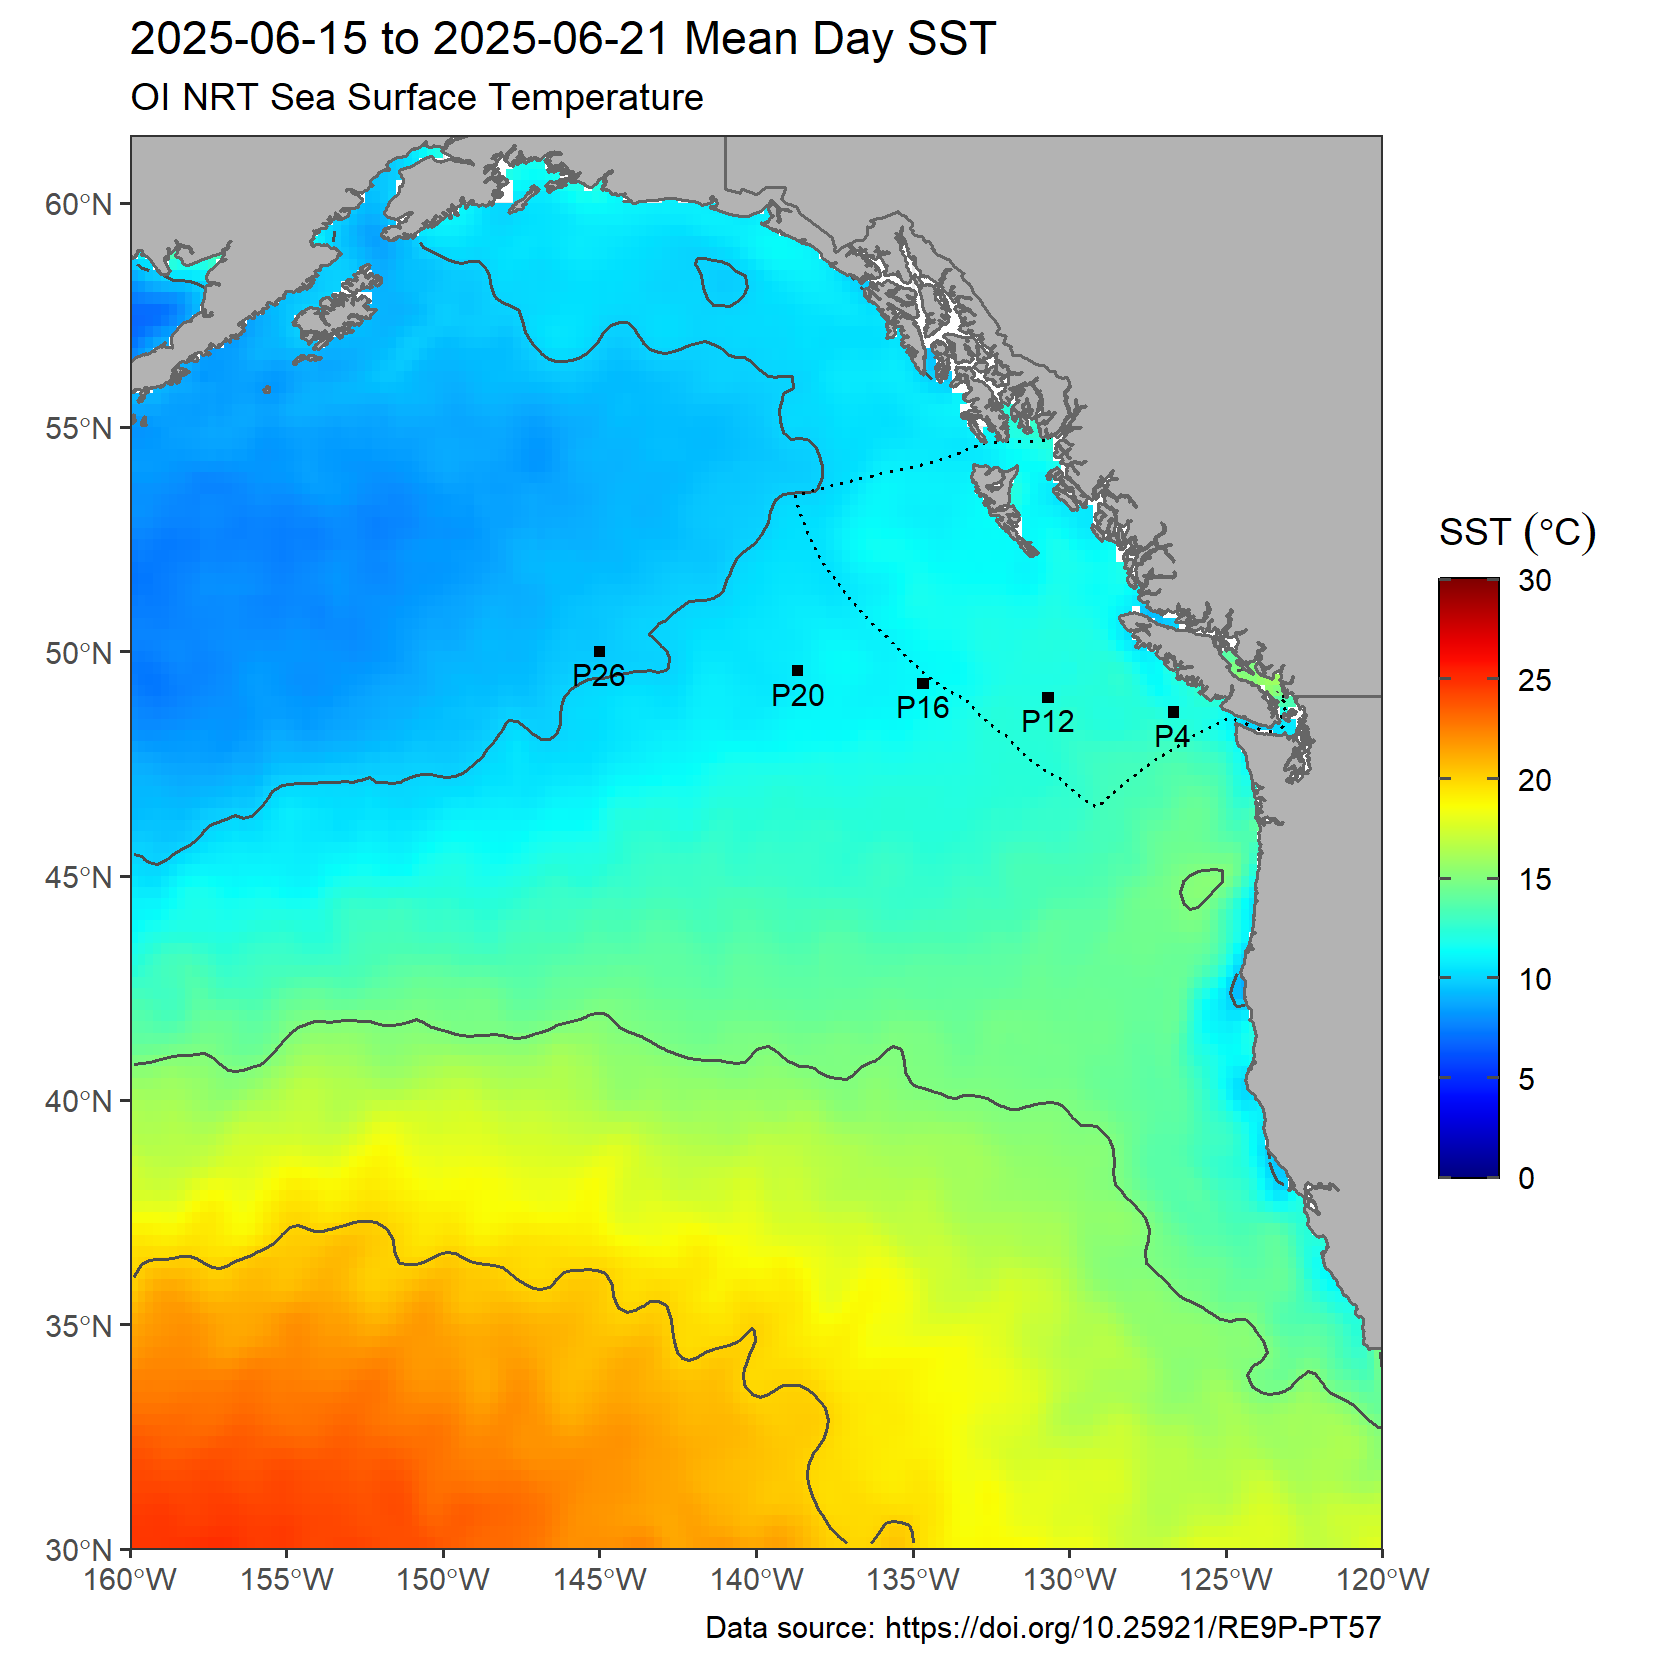 2025-06-15 to 2025-06-21 Mean Day SST
OI NRT Sea Surface Temperature
60°N
55°N
50°N
45°N
40°N
35°N
30°N
P26
P20
P16
P12
P4
160°W
155°W
150°W
145°W
140°W
135°W
130°W
125°W
120°W
SST (°C)
30
25
20
15
10
5
0
Data source: https://doi.org/10.25921/RE9P-PT57